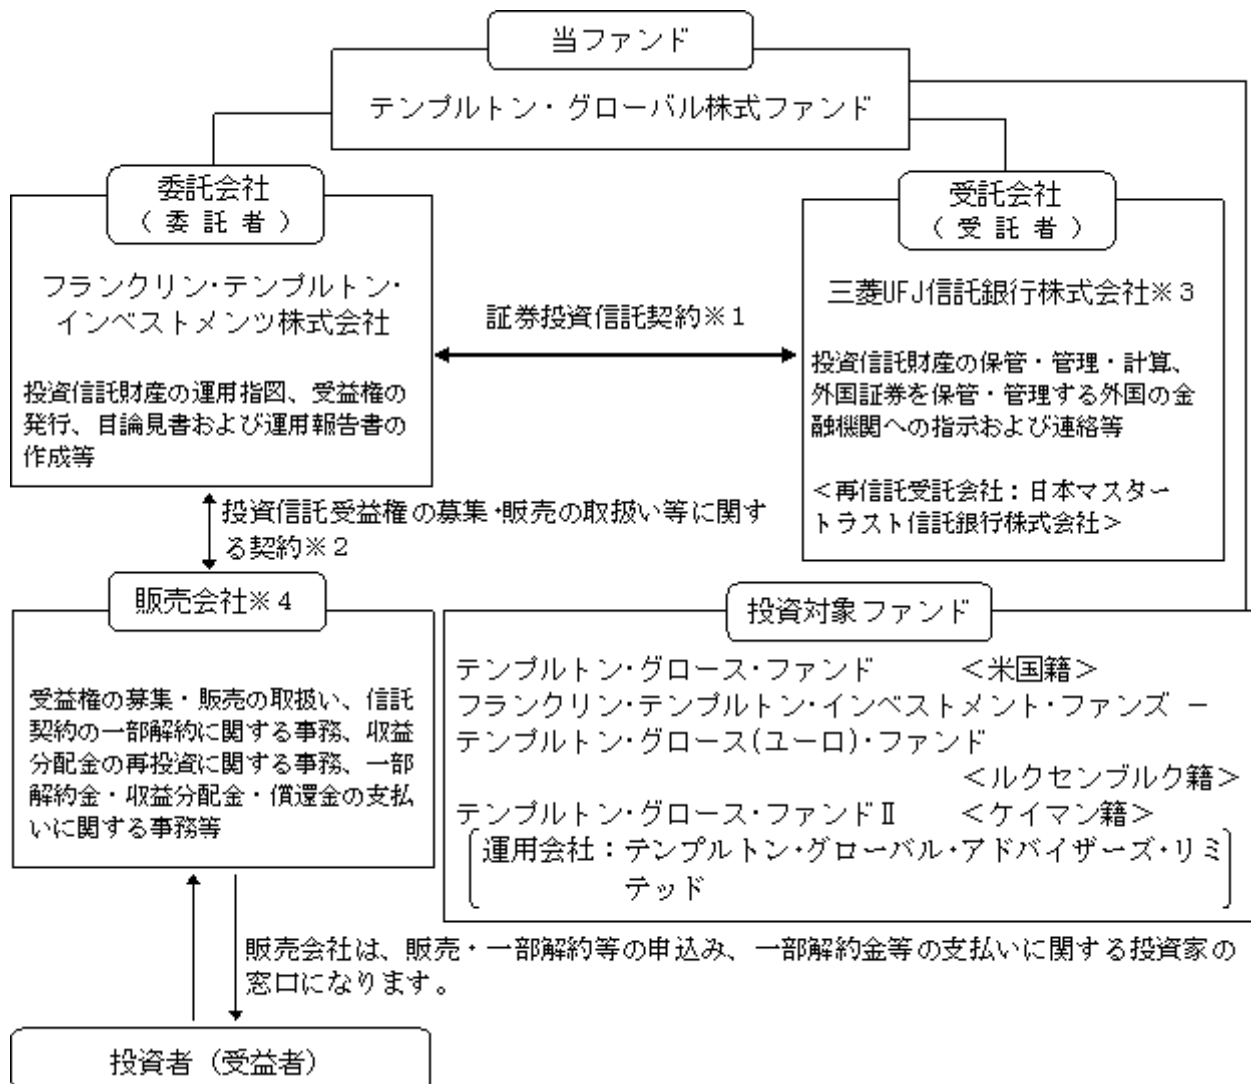 当ファンド
テンプルトン・グローバル株式ファンド
委託会社
（委託者）
フランクリン・テンプルトン・
インベストメンツ株式会社
投資信託財産の運用指図、受益権の
発行、目論見書および運用報告書の
作成等
証券投資信託契約※１
受託会社
（受託者）
三菱UFJ信託銀行株式会社※３
投資信託財産の保管・管理・計算、
外国証券を保管・管理する外国の金
融機関への指示および連絡等
＜再信託受託会社：日本マスター
トラスト信託銀行株式会社＞
投資信託受益権の募集・販売の取扱い等に関す
る契約※２
販売会社※４
受益権の募集・販売の取扱い、信託
契約の一部解約に関する事務、収益
分配金の再投資に関する事務、一部
解約金・収益分配金・償還金の支払
いに関する事務等
投資対象ファンド
テンプルトン・グロース・ファンド ＜米国籍＞
フランクリン・テンプルトン・インベストメント・ファンズ －
テンプルトン・グロース(ユーロ)・ファンド
＜ルクセンブルク籍＞
テンプルトン・グロース・ファンドⅡ ＜ケイマン籍＞
運用会社：テンプルトン・グローバル・アドバイザーズ・リミ
テッド
販売会社は、販売・一部解約等の申込み、一部解約金等の支払いに関する投資家の
窓口になります。
投資者（受益者）